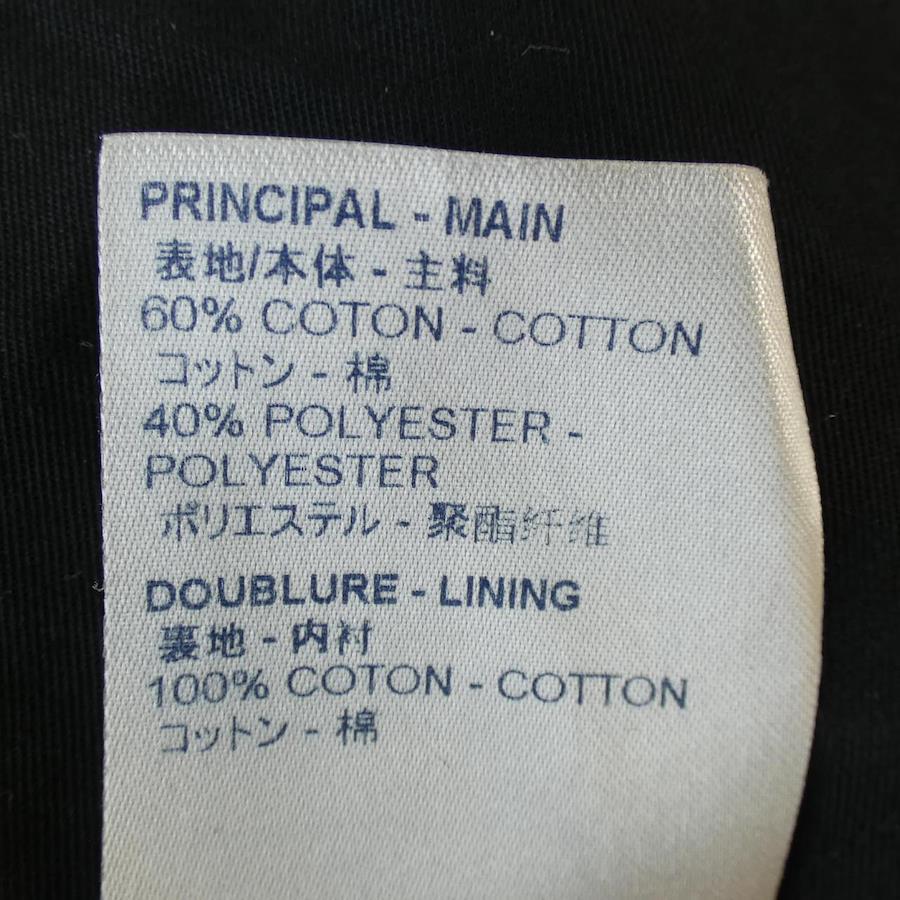 PRINCIPAL - MAIN
表地/本体 - 主料
60% COTON - COTTON
コットン - 棉
40% POLYESTER -
POLYESTER
ポリエステル - 聚酯纤维
DOUBLURE - LINING
裏地 - 内衬
100% COTON - COTTON
コットン - 棉